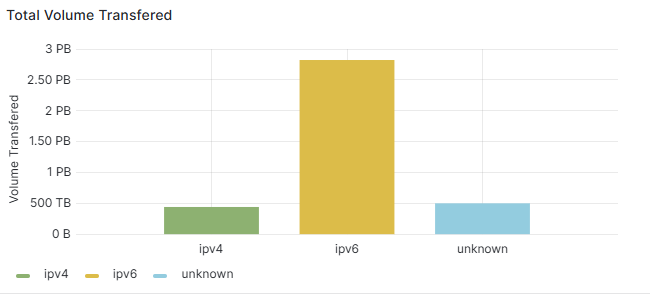 Total Volume Transfered
Volume Transfered
3 PB
2.50 PB
2 PB
1.50 PB
1 PB
500 TB
0 B
ipv4 ipv6 unknown
ipv4 ipv6 unknown